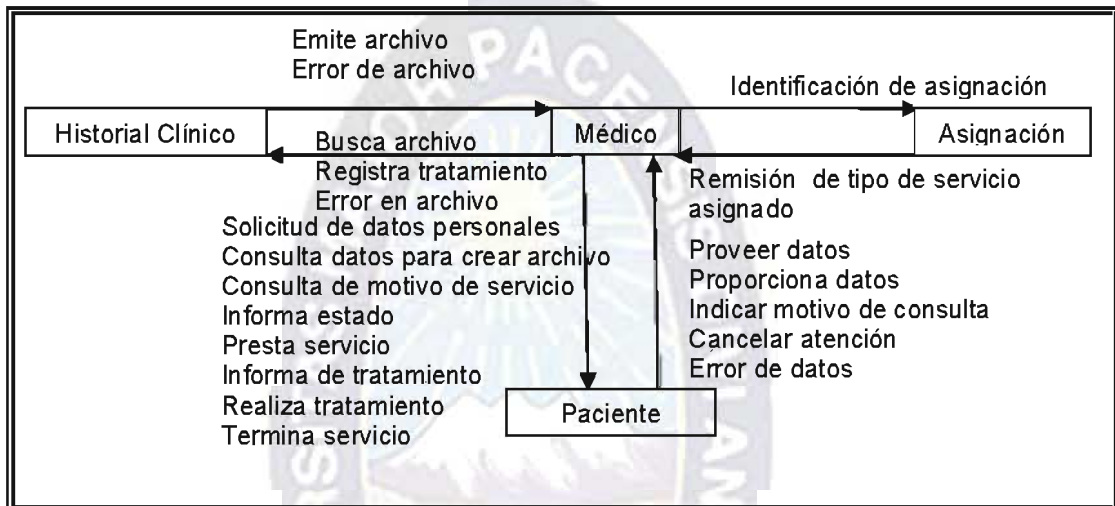 Emite archivo
Error de archivo
Identificación de asignación
Historial Clínico
Médico
Asignación
Busca archivo
Registra tratamiento
Error en archivo
Remisión de tipo de servicio
asignado
Solicitud de datos personales
Consulta datos para crear archivo
Consulta de motivo de servicio
Informa estado
Presta servicio
Informa de tratamiento
Realiza tratamiento
Termina servicio
Proveer datos
Proporciona datos
Indicar motivo de consulta
Cancelar atención
Error de datos
Paciente